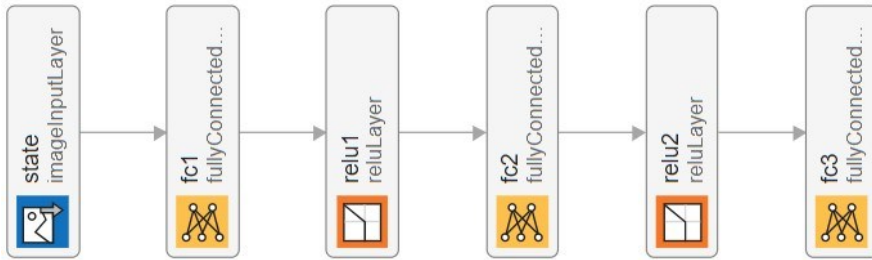 state
imageInputLayer
fc1
fullyConnected...
relu1
reluLayer
fc2
fullyConnected...
relu2
reluLayer
fc3
fullyConnected...